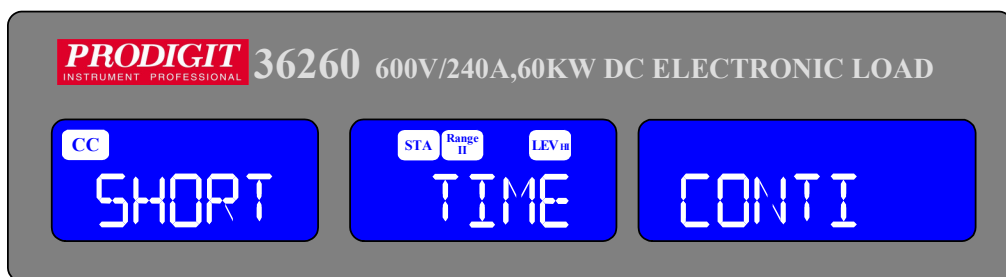 PRODIGIT
INSTRUMENT PROFESSIONAL
36260 600V/240A,60KW DC ELECTRONIC LOAD
CC
SHORT
STA Range II LEV HI
TIME
CONTI